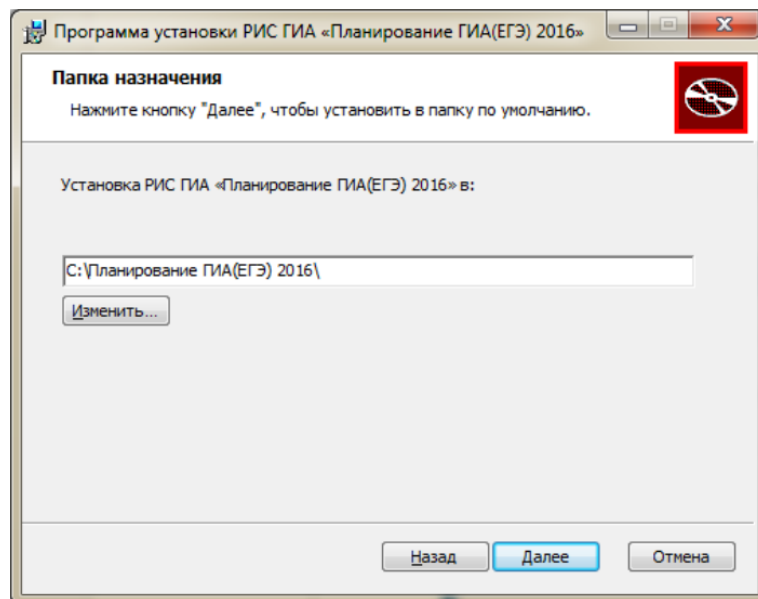 Программа установки РИС ГИА «Планирование ГИА(ЕГЭ) 2016»
Папка назначения
Нажмите кнопку "Далее", чтобы установить в папку по умолчанию.
Установка РИС ГИА «Планирование ГИА(ЕГЭ) 2016» в:
C:\Планирование ГИА(ЕГЭ) 2016\
Изменить...
Назад Далее Отмена